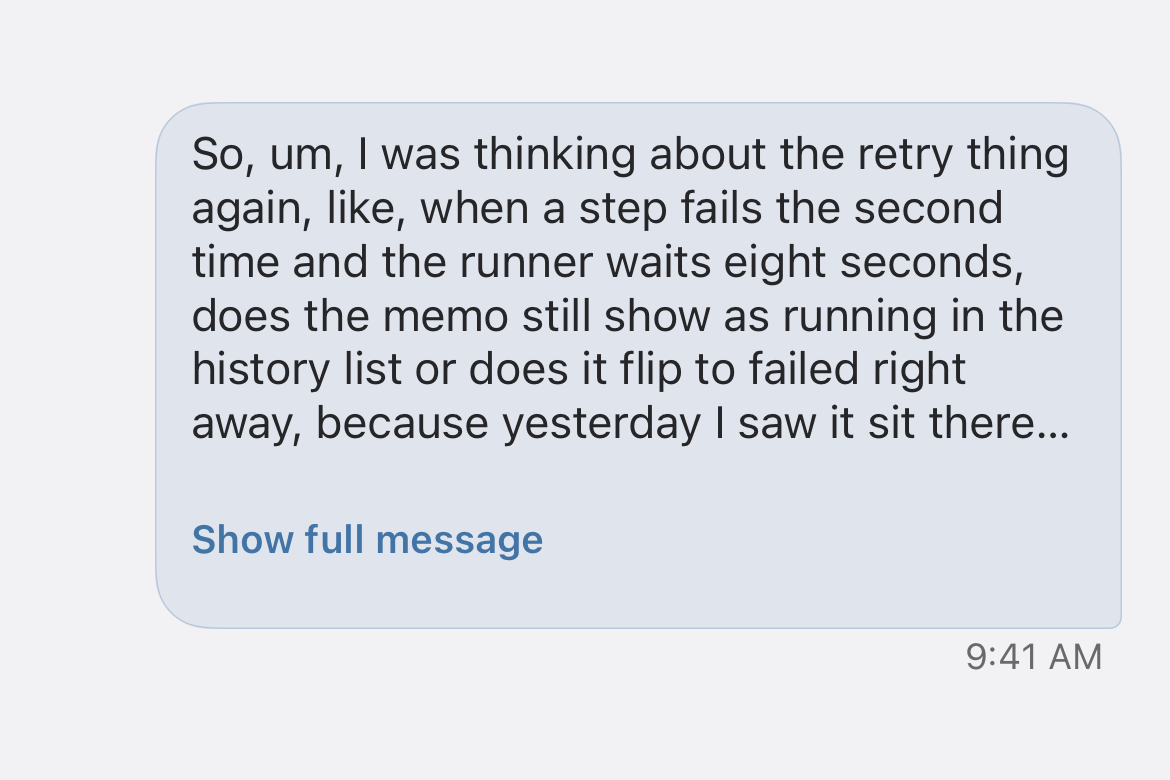 So, um, I was thinking about the retry thing
again, like, when a step fails the second
time and the runner waits eight seconds,
does the memo still show as running in the
history list or does it flip to failed right
away, because yesterday I saw it sit there…
Show full message
9:41 AM